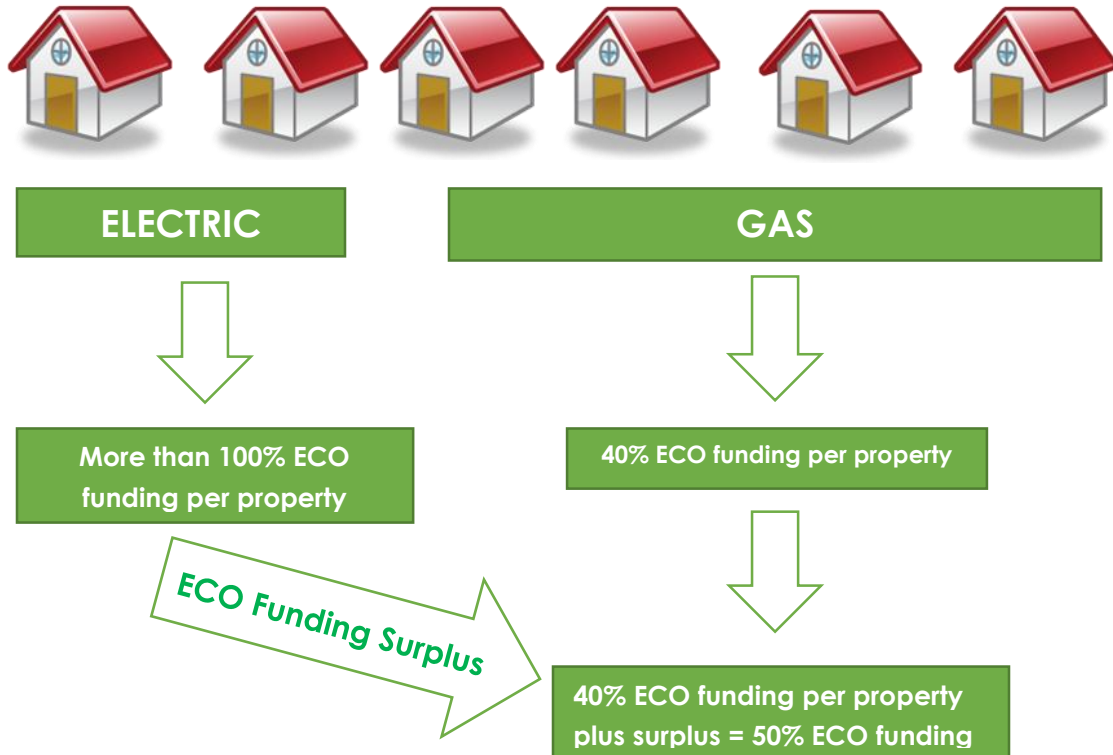 ELECTRIC
GAS
More than 100% ECO
funding per property
40% ECO funding per property
ECO Funding Surplus
40% ECO funding per property
plus surplus = 50% ECO funding